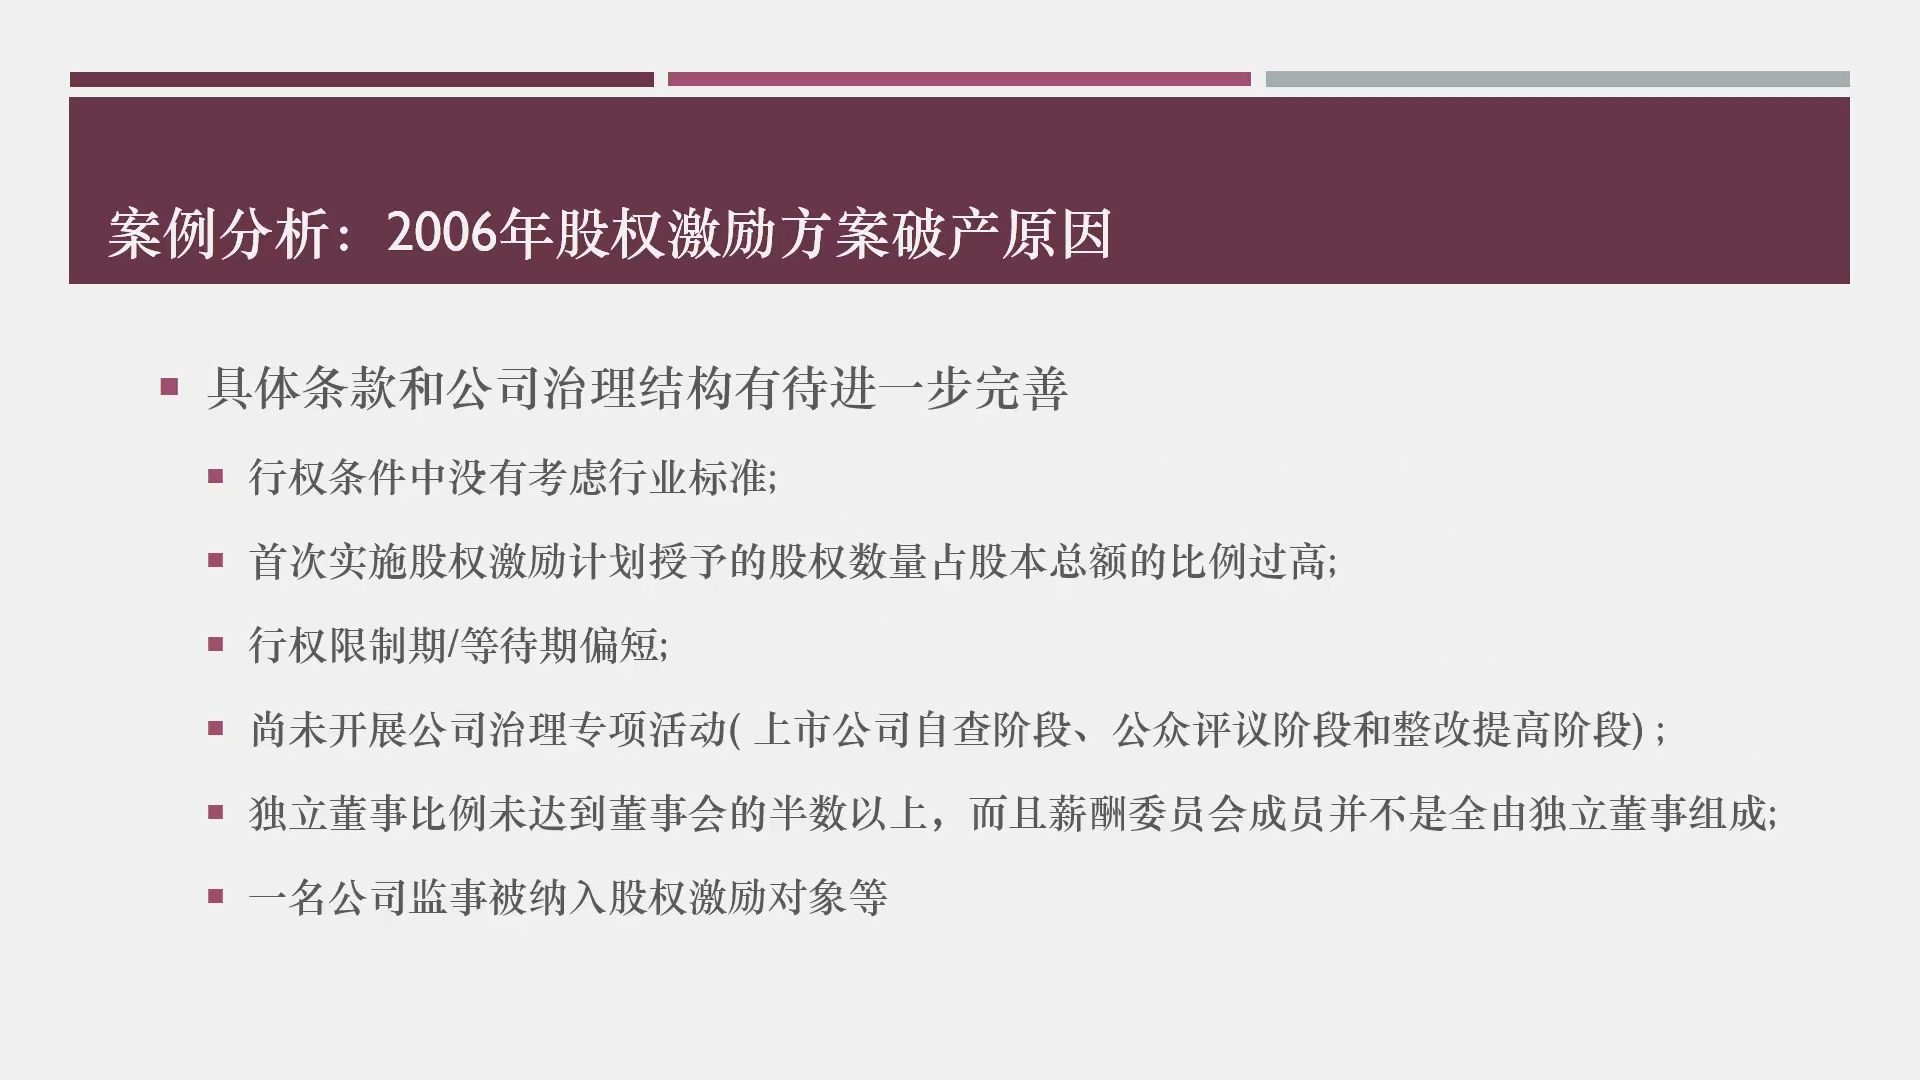 案例分析：2006年股权激励方案破产原因
具体条款和公司治理结构有待进一步完善
行权条件中没有考虑行业标准;
首次实施股权激励计划授予的股权数量占股本总额的比例过高;
行权限制期/等待期偏短;
尚未开展公司治理专项活动( 上市公司自查阶段、公众评议阶段和整改提高阶段) ;
独立董事比例未达到董事会的半数以上，而且薪酬委员会成员并不是全由独立董事组成;
一名公司监事被纳入股权激励对象等